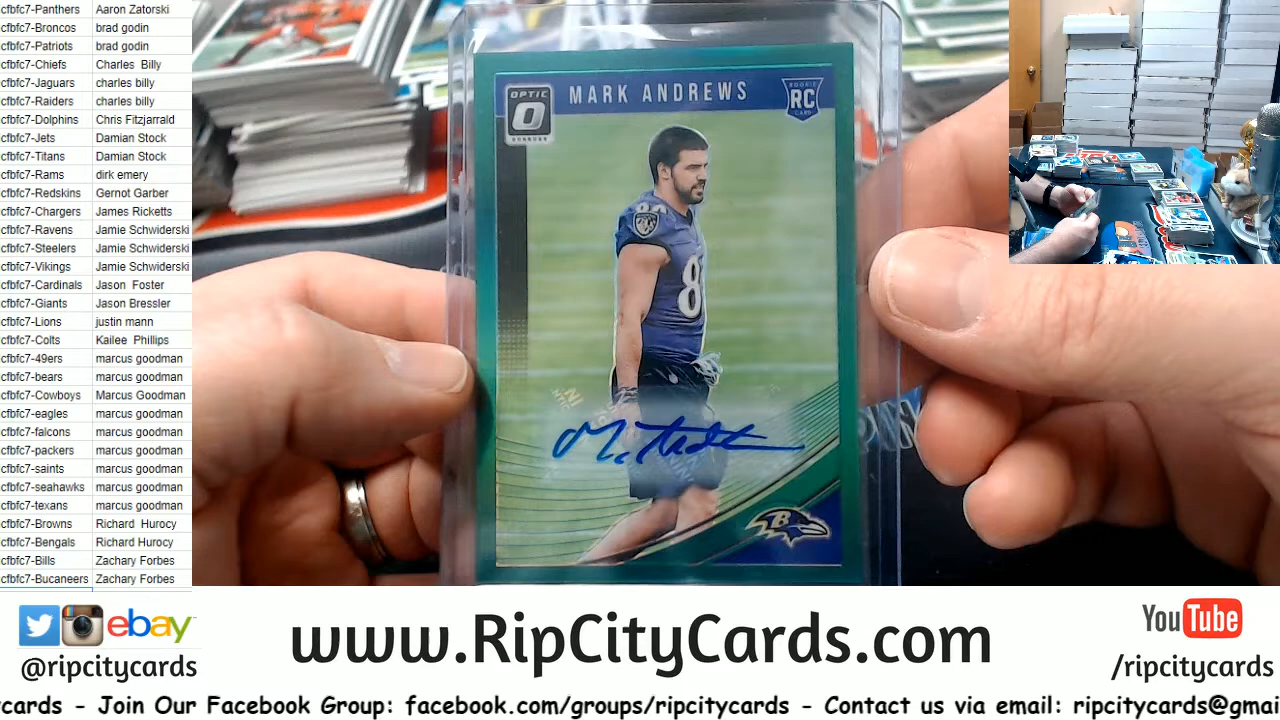 cfbfc7-Panthers Aaron Zatorski
cfbfc7-Broncos brad godin
cfbfc7-Patriots brad godin
cfbfc7-Chiefs Charles Billy
cfbfc7-Jaguars charles billy
cfbfc7-Raiders charles billy
cfbfc7-Dolphins Chris Fitzjarrald
cfbfc7-Jets Damian Stock
cfbfc7-Titans Damian Stock
cfbfc7-Rams dirk emery
cfbfc7-Redskins Gernot Garber
cfbfc7-Chargers James Ricketts
cfbfc7-Ravens Jamie Schwiderski
cfbfc7-Steelers Jamie Schwiderski
cfbfc7-Vikings Jamie Schwiderski
cfbfc7-Cardinals Jason Foster
cfbfc7-Giants Jason Bressler
cfbfc7-Lions justin mann
cfbfc7-Colts Kailee Phillips
cfbfc7-49ers marcus goodman
cfbfc7-bears marcus goodman
cfbfc7-Cowboys Marcus Goodman
cfbfc7-eagles marcus goodman
cfbfc7-falcons marcus goodman
cfbfc7-packers marcus goodman
cfbfc7-saints marcus goodman
cfbfc7-seahawks marcus goodman
cfbfc7-texans marcus goodman
cfbfc7-Browns Richard Hurocy
cfbfc7-Bengals Richard Hurocy
cfbfc7-Bills Zachary Forbes
cfbfc7-Bucaneers Zachary Forbes
OPTIC
O
DONRUSS
MARK ANDREWS
ROOKIE
RC
CARD
8
B
ebay
@ripcitycards
www.RipCityCards.com
YouTube
/ripcitycards
cards - Join Our Facebook Group: facebook.com/groups/ripcitycards - Contact us via email: ripcitycards@gmai